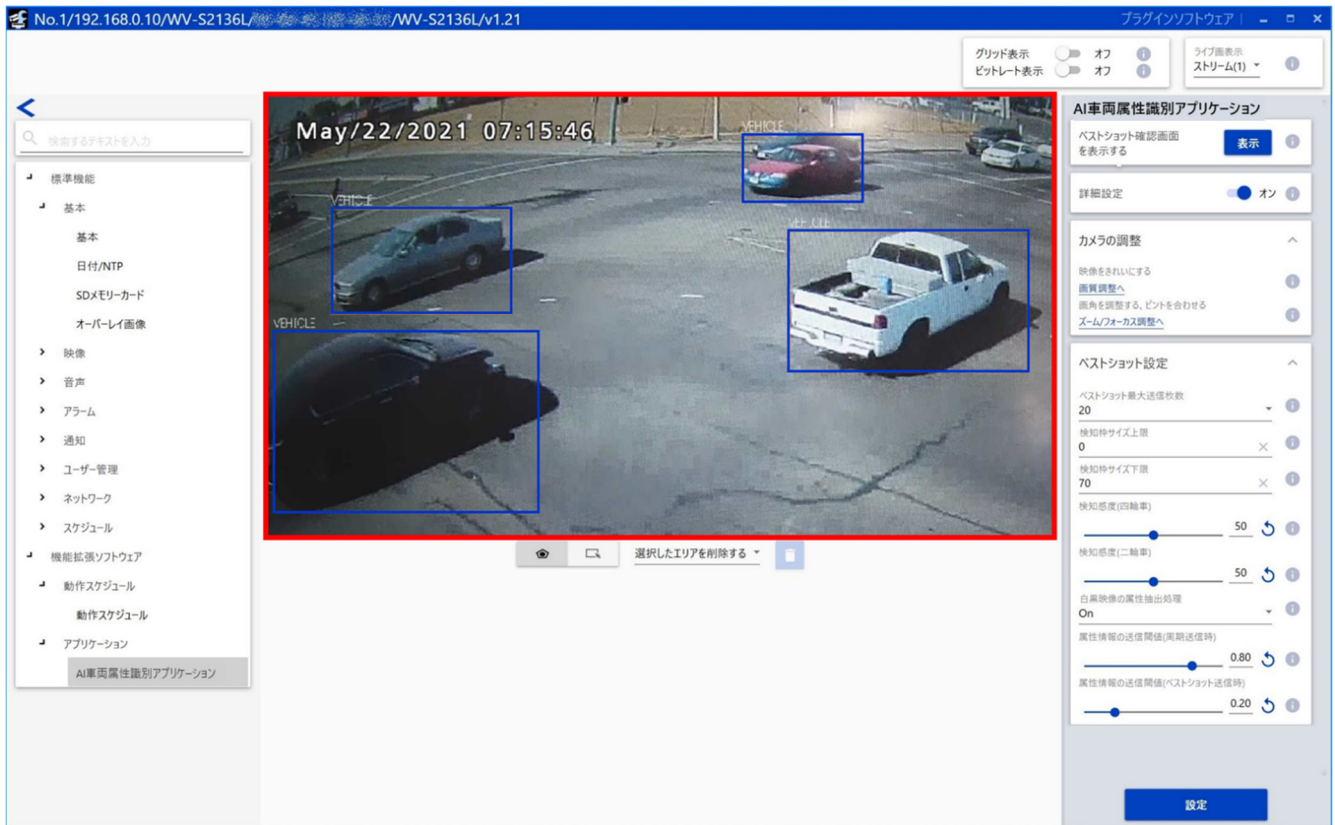 No.1/192.168.0.10/WV-S2136L/
/WV-S2136L/v1.21
プラグインソフトウェア
グリッド表示 オフ
ビットレート表示 オフ
ライブ画表示
ストリーム(1)
検索するテキストを入力
標準機能
基本
基本
日付/NTP
SDメモリーカード
オーバーレイ画像
映像
音声
アラーム
通知
ユーザー管理
ネットワーク
スケジュール
機能拡張ソフトウェア
動作スケジュール
動作スケジュール
アプリケーション
AI車両属性識別アプリケーション
May/22/2021 07:15:46
VEHICLE
VEHICLE
VEHICLE
VEHICLE
選択したエリアを削除する
AI車両属性識別アプリケーション
ベストショット確認画面
を表示する
表示
詳細設定 オン
カメラの調整
映像をきれいにする
画質調整へ
画角を調整する、ピントを合わせる
ズーム/フォーカス調整へ
ベストショット設定
ベストショット最大送信枚数
20
検知枠サイズ上限
0
検知枠サイズ下限
70
検知感度(四輪車)
50
検知感度(二輪車)
50
白黒映像の属性抽出処理
On
属性情報の送信閾値(周期送信時)
0.80
属性情報の送信閾値(ベストショット送信時)
0.20
設定